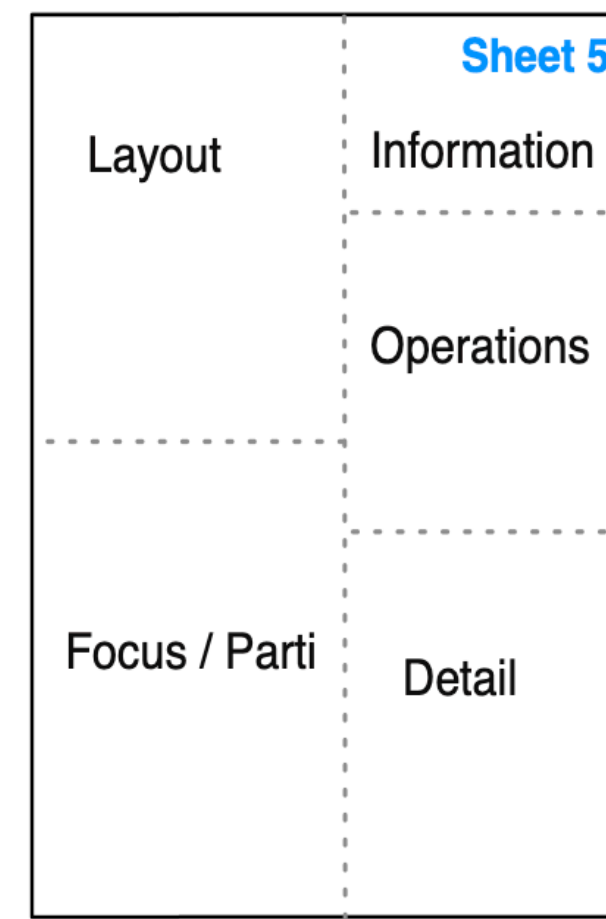 Sheet 5
Layout
Information
Operations
Focus / Parti
Detail